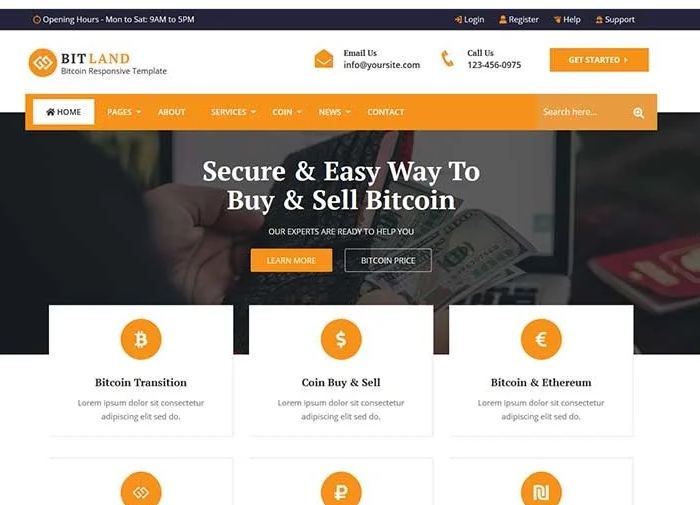 Opening Hours - Mon to Sat: 9AM to 5PM
Login
Register
Help
Support
BITLAND
Bitcoin Responsive Template
Email Us
info@yoursite.com
Call Us
123-456-0975
GET STARTED
HOME
PAGES
ABOUT
SERVICES
COIN
NEWS
CONTACT
Search here...
Secure & Easy Way To
Buy & Sell Bitcoin
OUR EXPERTS ARE READY TO HELP YOU
LEARN MORE
BITCOIN PRICE
Bitcoin Transition
Lorem ipsum dolor sit consectetur
adipiscing elit sed do.
Coin Buy & Sell
Lorem ipsum dolor sit consectetur
adipiscing elit sed do.
Bitcoin & Ethereum
Lorem ipsum dolor sit consectetur
adipiscing elit sed do.